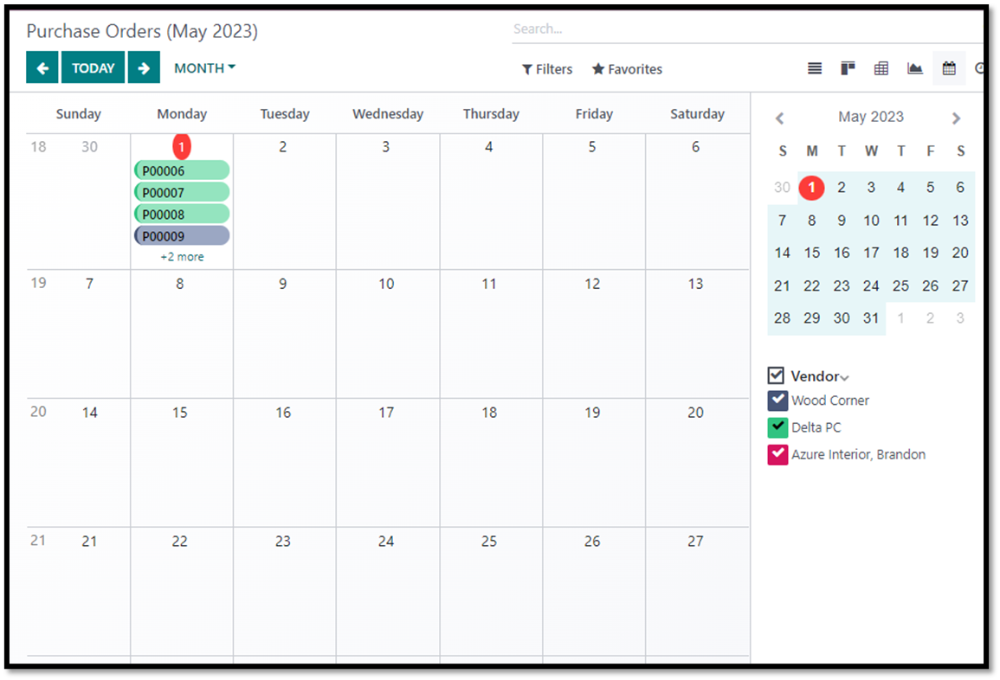 Purchase Orders (May 2023)
Search...
TODAY MONTH
Filters Favorites
Sunday Monday Tuesday Wednesday Thursday Friday Saturday
18 30 1 2 3 4 5 6
P00006
P00007
P00008
P00009
+2 more
19 7 8 9 10 11 12 13
20 14 15 16 17 18 19 20
21 21 22 23 24 25 26 27
May 2023
S M T W T F S
30 1 2 3 4 5 6
7 8 9 10 11 12 13
14 15 16 17 18 19 20
21 22 23 24 25 26 27
28 29 30 31 1 2 3
Vendor
Wood Corner
Delta PC
Azure Interior, Brandon